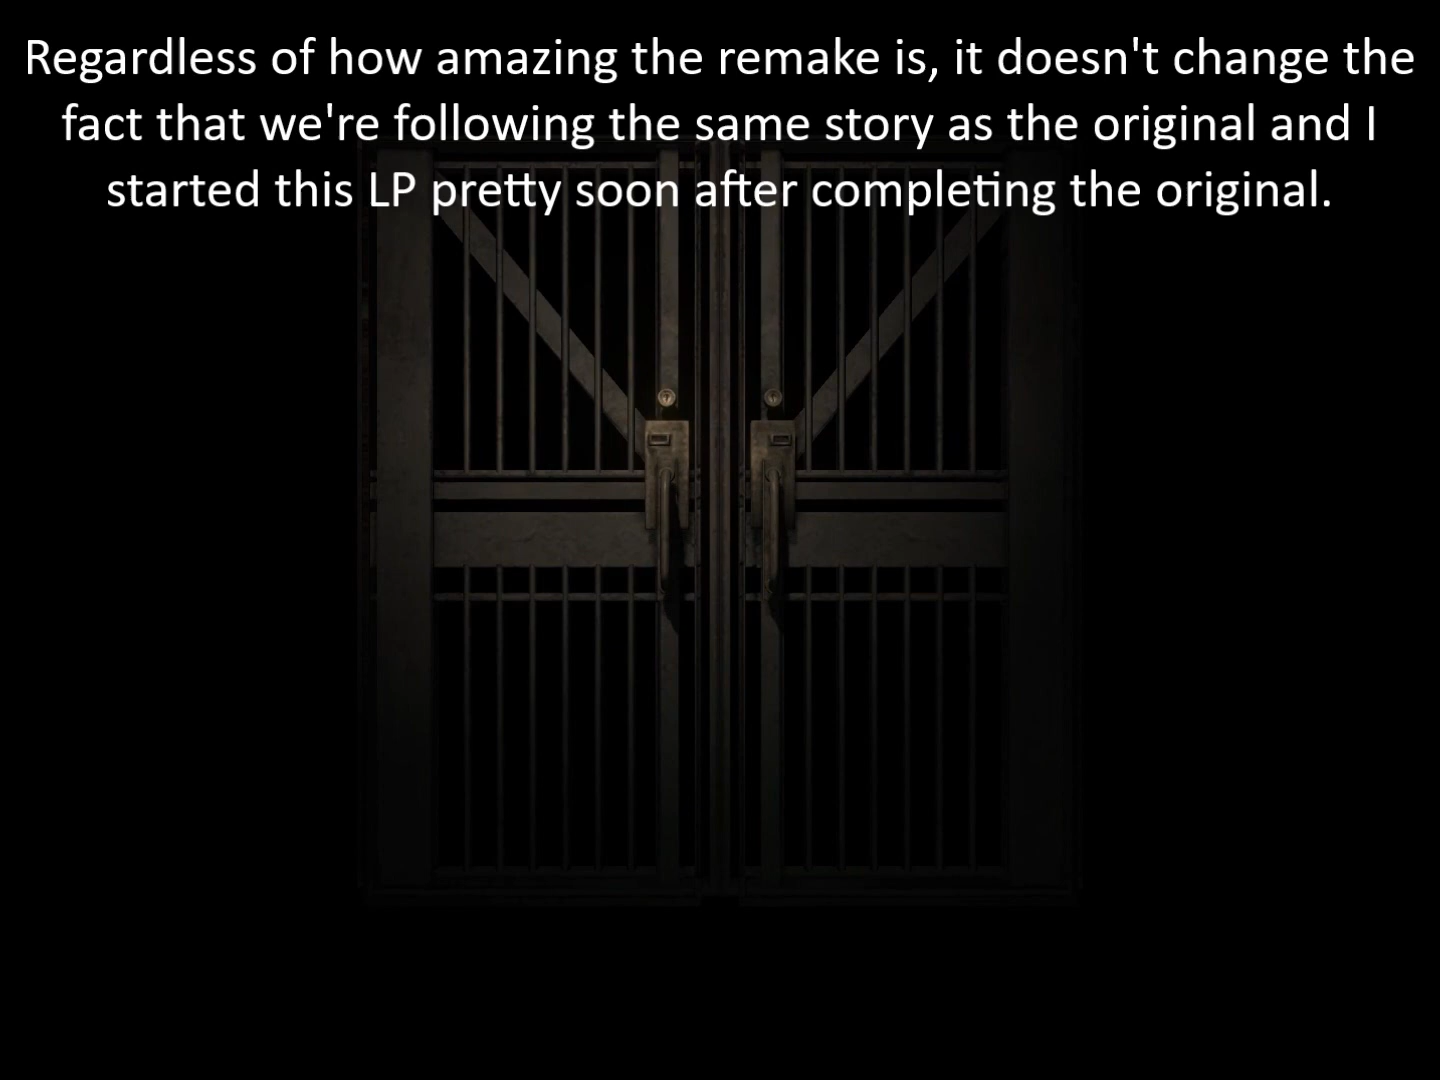 Regardless of how amazing the remake is, it doesn't change the
fact that we're following the same story as the original and I
started this LP pretty soon after completing the original.